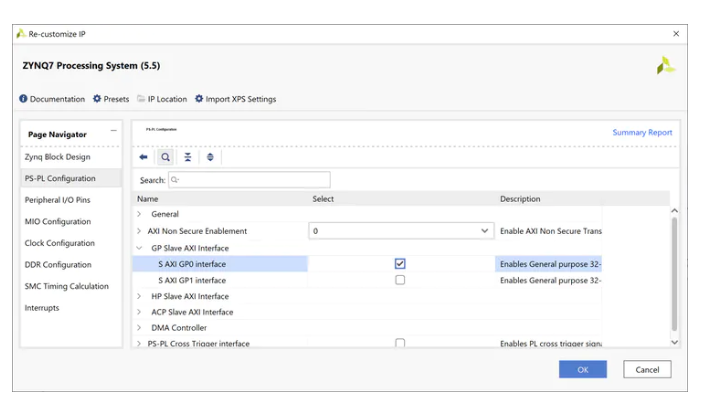 Re-customize IP
ZYNQ7 Processing System (5.5)
Documentation Presets IP Location Import XPS Settings
Page Navigator
PS-PL Configuration
Summary Report
Zynq Block Design
PS-PL Configuration
Search:
Peripheral I/O Pins
Name Select Description
General
MIO Configuration
AXI Non Secure Enablement 0 Enable AXI Non Secure Trans
Clock Configuration
GP Slave AXI Interface
DDR Configuration
S AXI GP0 interface Enables General purpose 32-
S AXI GP1 interface Enables General purpose 32-
SMC Timing Calculation
HP Slave AXI Interface
Interrupts
ACP Slave AXI Interface
DMA Controller
PS-PL Cross Trigger interface Enables PL cross trigger signa
OK Cancel